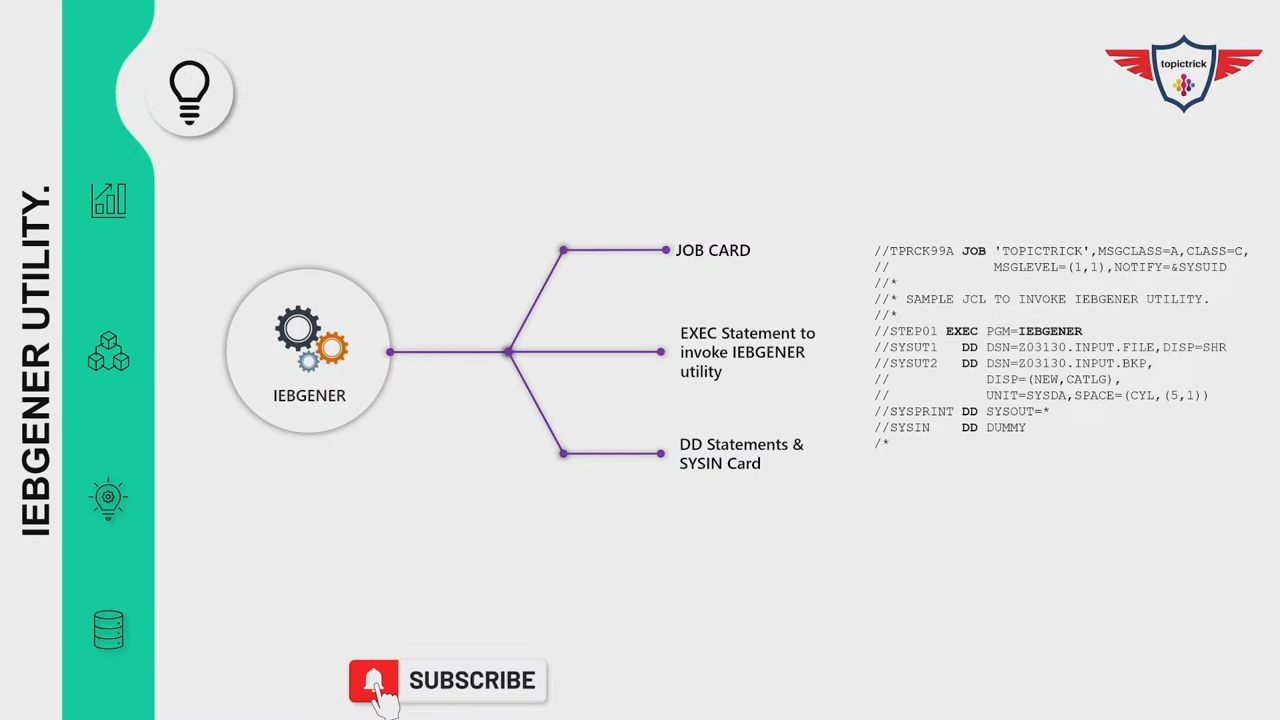 IEBGENER UTILITY.
topictrick
IEBGENER
JOB CARD
EXEC Statement to
invoke IEBGENER
utility
DD Statements &
SYSIN Card
//TPRCK99A JOB 'TOPICTRICK',MSGCLASS=A,CLASS=C,
//            MSGLEVEL=(1,1),NOTIFY=&SYSUID
//*
//* SAMPLE JCL TO INVOKE IEBGENER UTILITY.
//*
//STEP01 EXEC PGM=IEBGENER
//SYSUT1   DD DSN=Z03130.INPUT.FILE,DISP=SHR
//SYSUT2   DD DSN=Z03130.INPUT.BKP,
//            DISP=(NEW,CATLG),
//            UNIT=SYSDA,SPACE=(CYL,(5,1))
//SYSPRINT DD SYSOUT=*
//SYSIN    DD DUMMY
/*
SUBSCRIBE